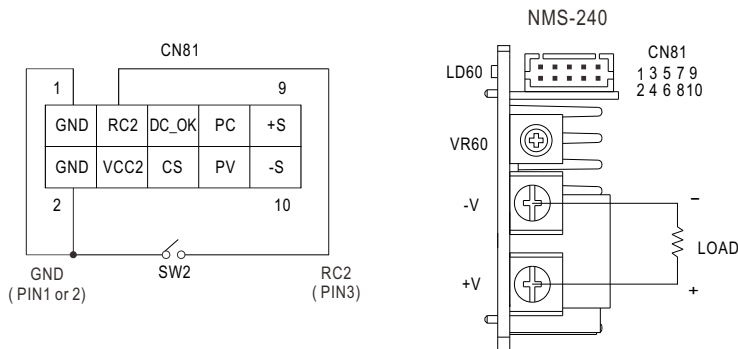 CN81
1
9
GND RC2 DC_OK PC +S
GND VCC2 CS PV -S
2
10
GND
( PIN1 or 2)
SW2
RC2
( PIN3)
NMS-240
LD60
CN81
1 3 5 7 9
2 4 6 8 10
VR60
-V
−
LOAD
+V
+